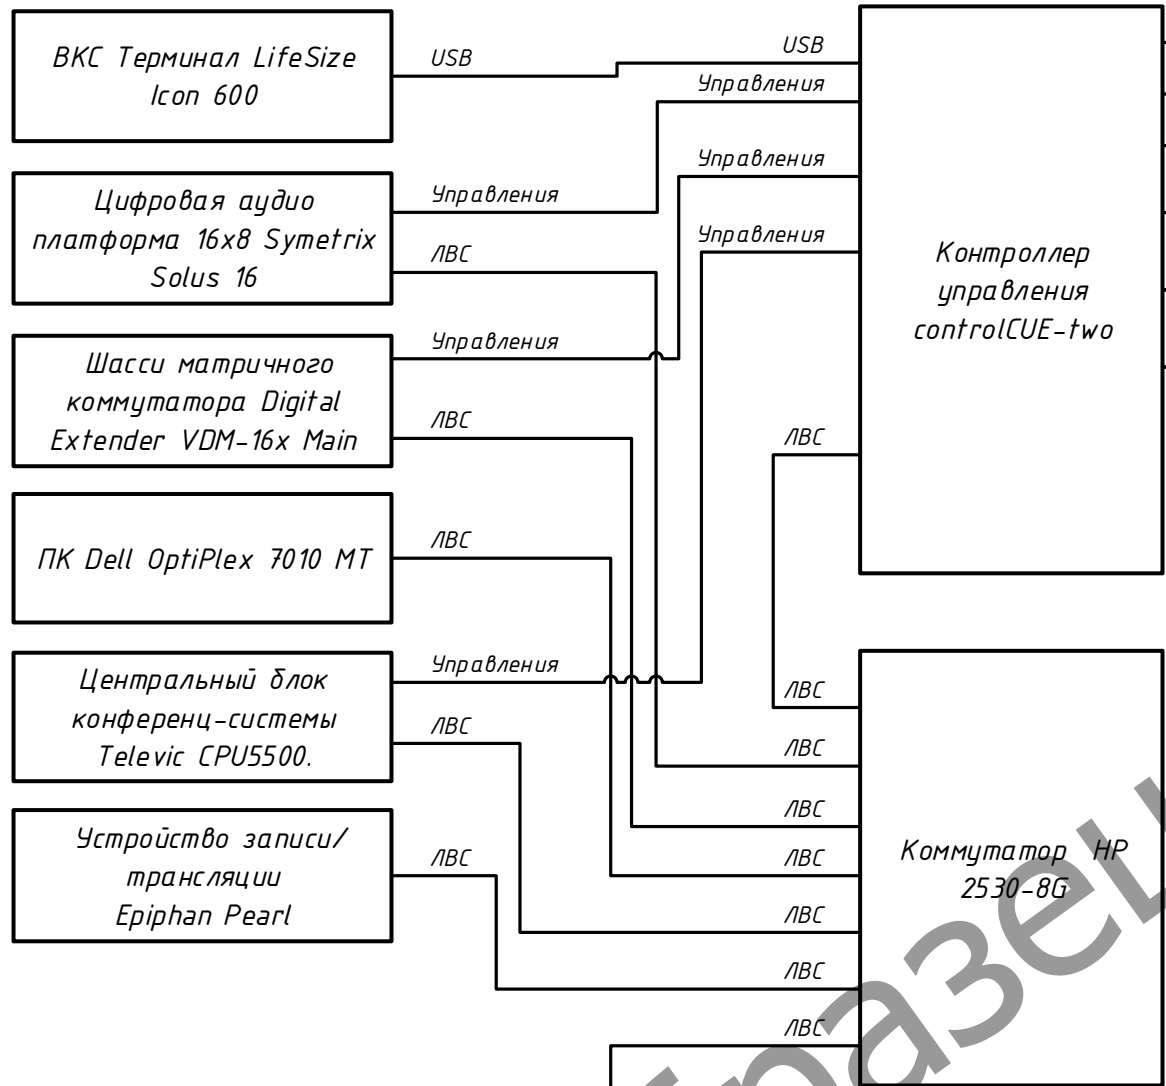 ВКС Терминал LifeSize
Icon 600
USB
USB
Управления
Цифровая аудио
платформа 16x8 Symetrix
Solus 16
Управления
ЛВС
Управления
Управления
Контроллер
управления
controlCUE-two
Шасси матричного
коммутатора Digital
Extender VDM-16x Main
Управления
ЛВС
ЛВС
ПК Dell OptiPlex 7010 MT
ЛВС
Центральный блок
конференц-системы
Televic CPU5500.
Управления
ЛВС
Устройство записи/
трансляции
Epiphan Pearl
ЛВС
ЛВС
ЛВС
ЛВС
ЛВС
ЛВС
ЛВС
ЛВС
Коммутатор HP
2530-8G